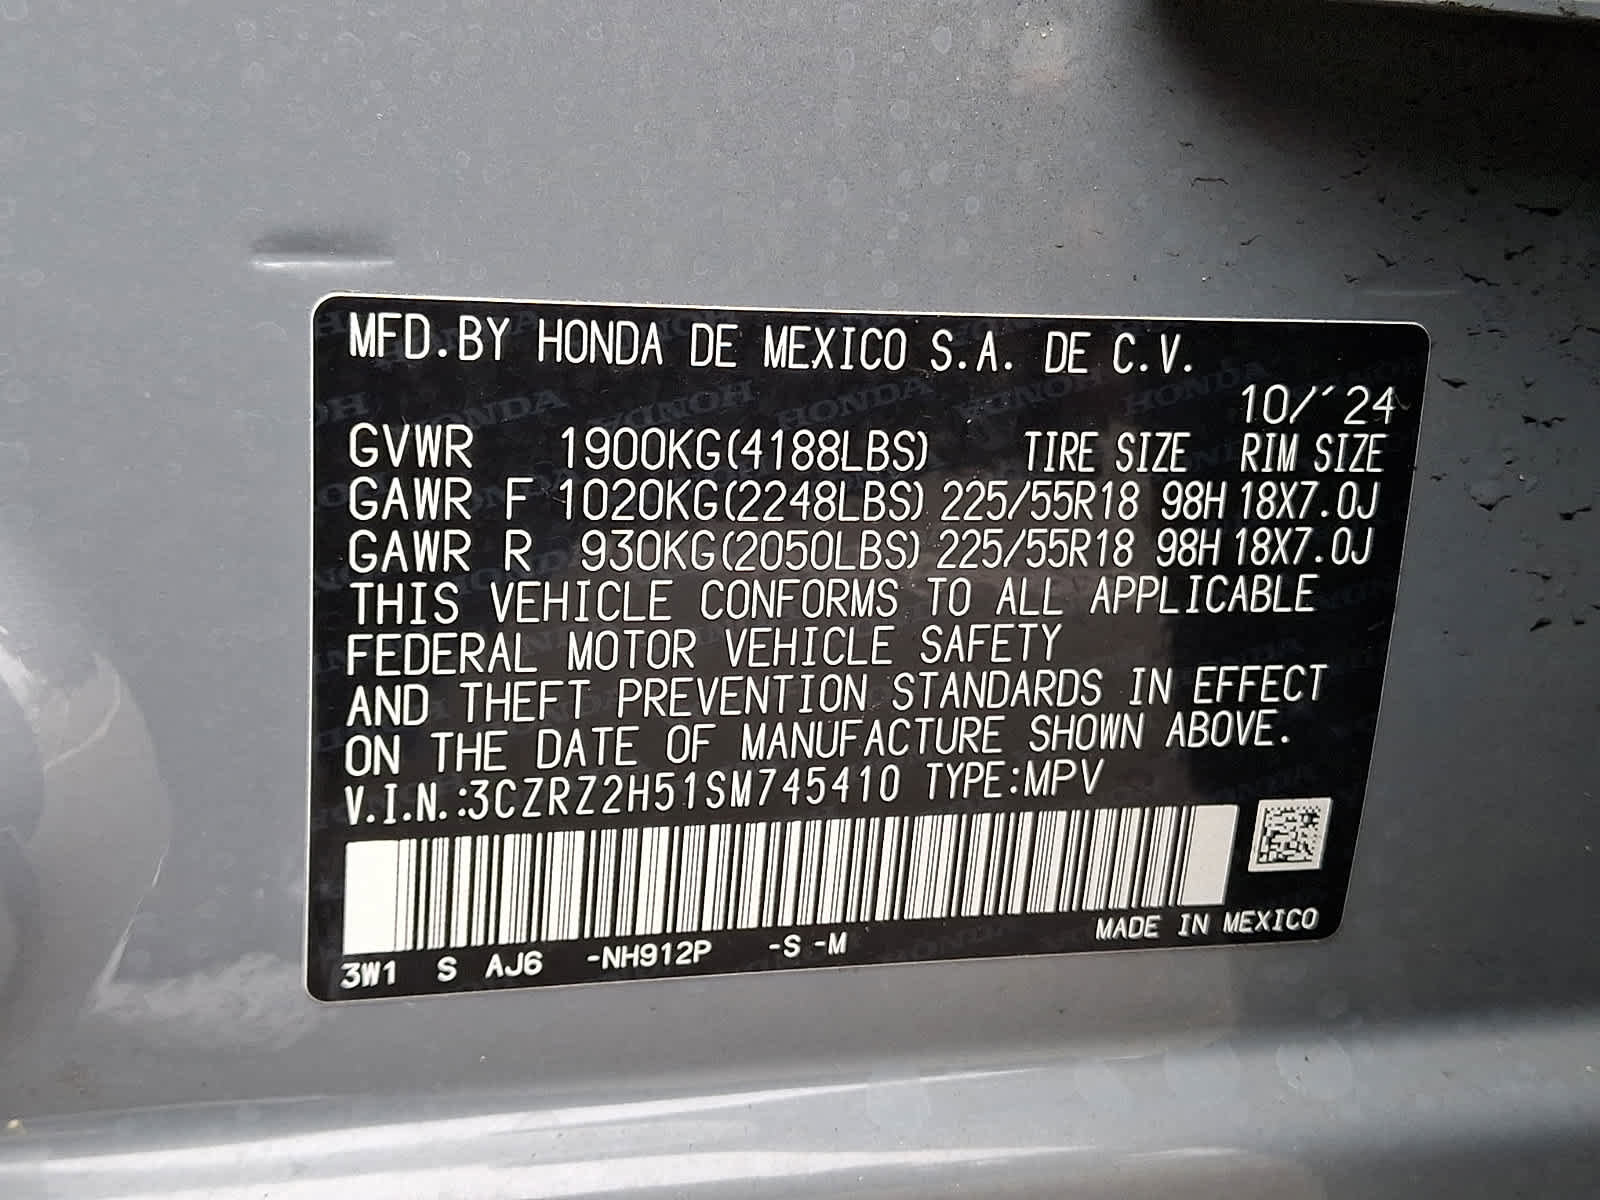 MFD.BY HONDA DE MEXICO S.A. DE C.V.
10/'24
GVWR 1900KG(4188LBS) TIRE SIZE RIM SIZE
GAWR F 1020KG(2248LBS) 225/55R18 98H 18X7.0J
GAWR R 930KG(2050LBS) 225/55R18 98H 18X7.0J
THIS VEHICLE CONFORMS TO ALL APPLICABLE
FEDERAL MOTOR VEHICLE SAFETY
AND THEFT PREVENTION STANDARDS IN EFFECT
ON THE DATE OF MANUFACTURE SHOWN ABOVE.
V.I.N.:3CZRZ2H51SM745410 TYPE:MPV
MADE IN MEXICO
3W1 S AJ6 -NH912P -S -M